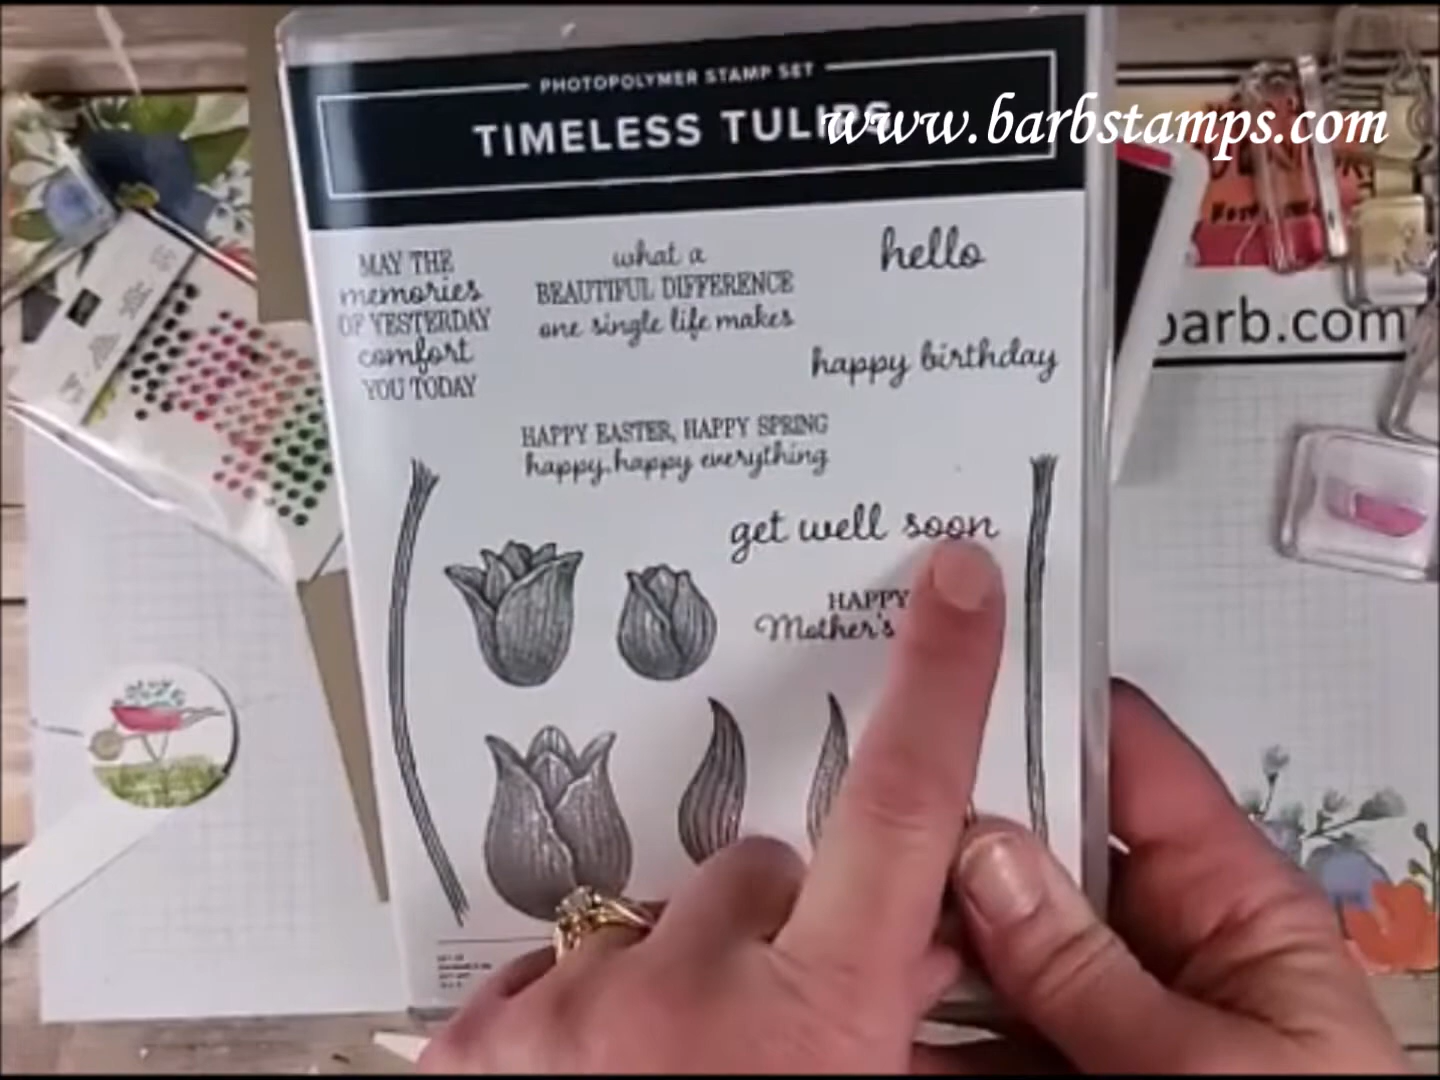 PHOTOPOLYMER STAMP SET
TIMELESS TULIPS
www.barbstamps.com
MAY THE
memories
OF YESTERDAY
comfort
YOU TODAY
what a
BEAUTIFUL DIFFERENCE
one single life makes
hello
happy birthday
HAPPY EASTER, HAPPY SPRING
happy, happy everything
get well soon
HAPPY
Mother's
barb.com